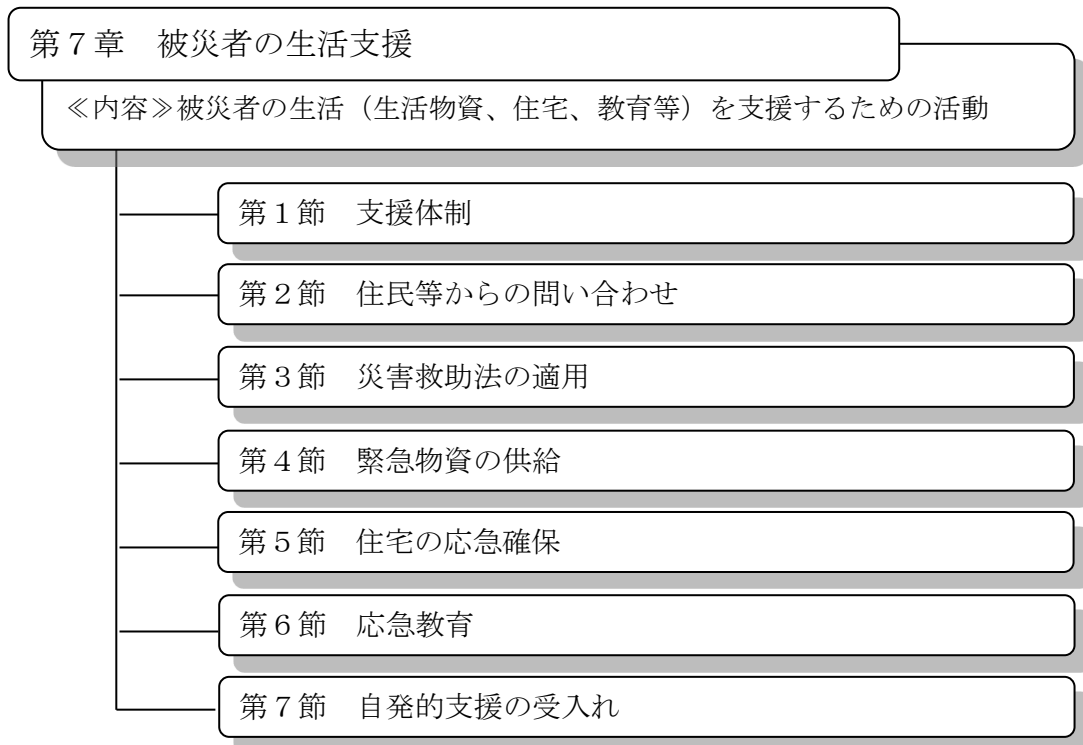 第７章　被災者の生活支援
≪内容≫被災者の生活（生活物資、住宅、教育等）を支援するための活動
第１節　支援体制
第２節　住民等からの問い合わせ
第３節　災害救助法の適用
第４節　緊急物資の供給
第５節　住宅の応急確保
第６節　応急教育
第７節　自発的支援の受入れ